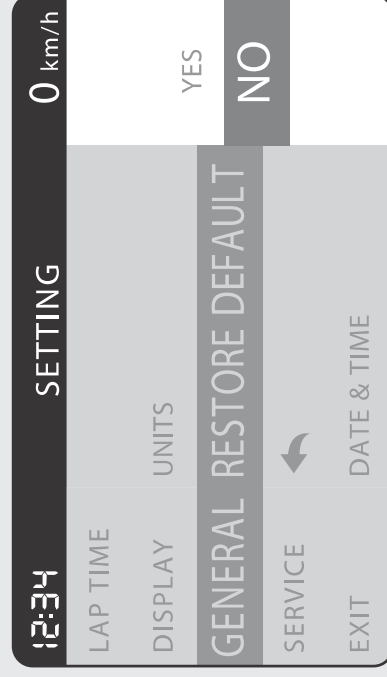 12:34 SETTING 0 km/h
LAP TIME
DISPLAY UNITS YES
GENERAL RESTORE DEFAULT NO
SERVICE
EXIT DATE & TIME